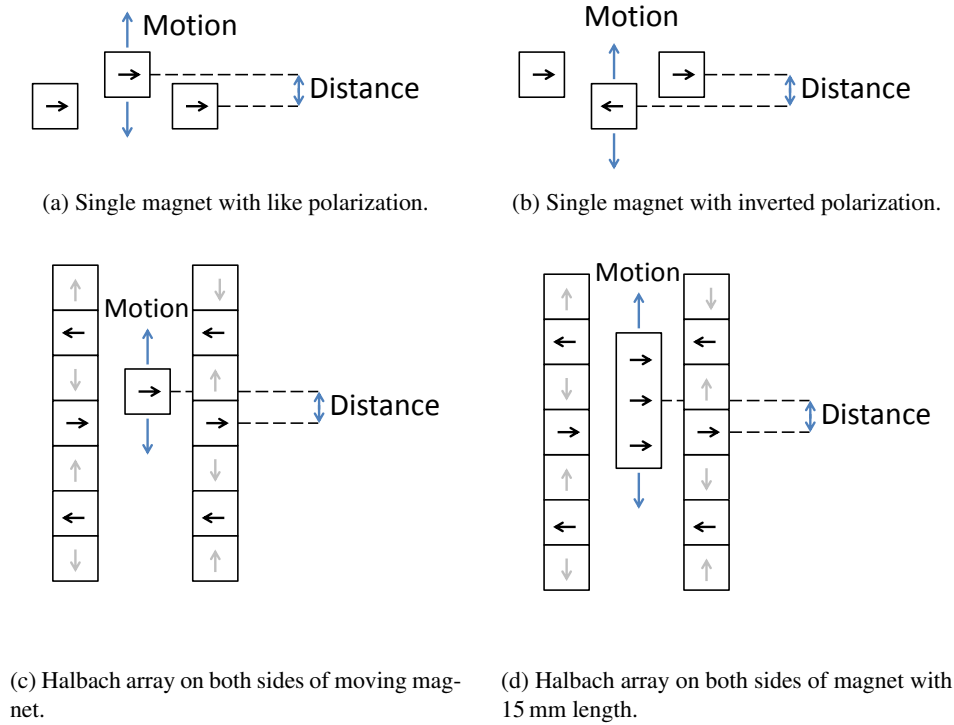 Motion
Distance
Motion
Distance
(a) Single magnet with like polarization.
(b) Single magnet with inverted polarization.
Motion
Distance
Motion
Distance
(c) Halbach array on both sides of moving mag-
net.
(d) Halbach array on both sides of magnet with
15 mm length.